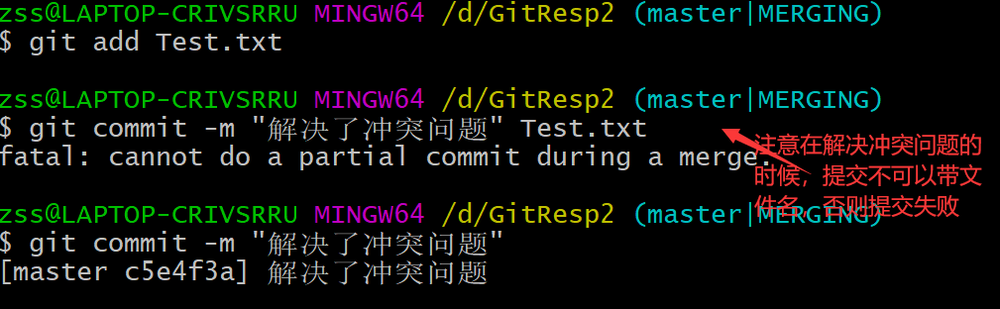 zss@LAPTOP-CRIVSRRU MINGW64 /d/GitResp2 (master|MERGING)
$ git add Test.txt
zss@LAPTOP-CRIVSRRU MINGW64 /d/GitResp2 (master|MERGING)
$ git commit -m "解决了冲突问题" Test.txt
fatal: cannot do a partial commit during a merge.
注意在解决冲突问题的
时候，提交不可以带文
件名，否则提交失败
zss@LAPTOP-CRIVSRRU MINGW64 /d/GitResp2 (master|MERGING)
$ git commit -m "解决了冲突问题"
[master c5e4f3a] 解决了冲突问题